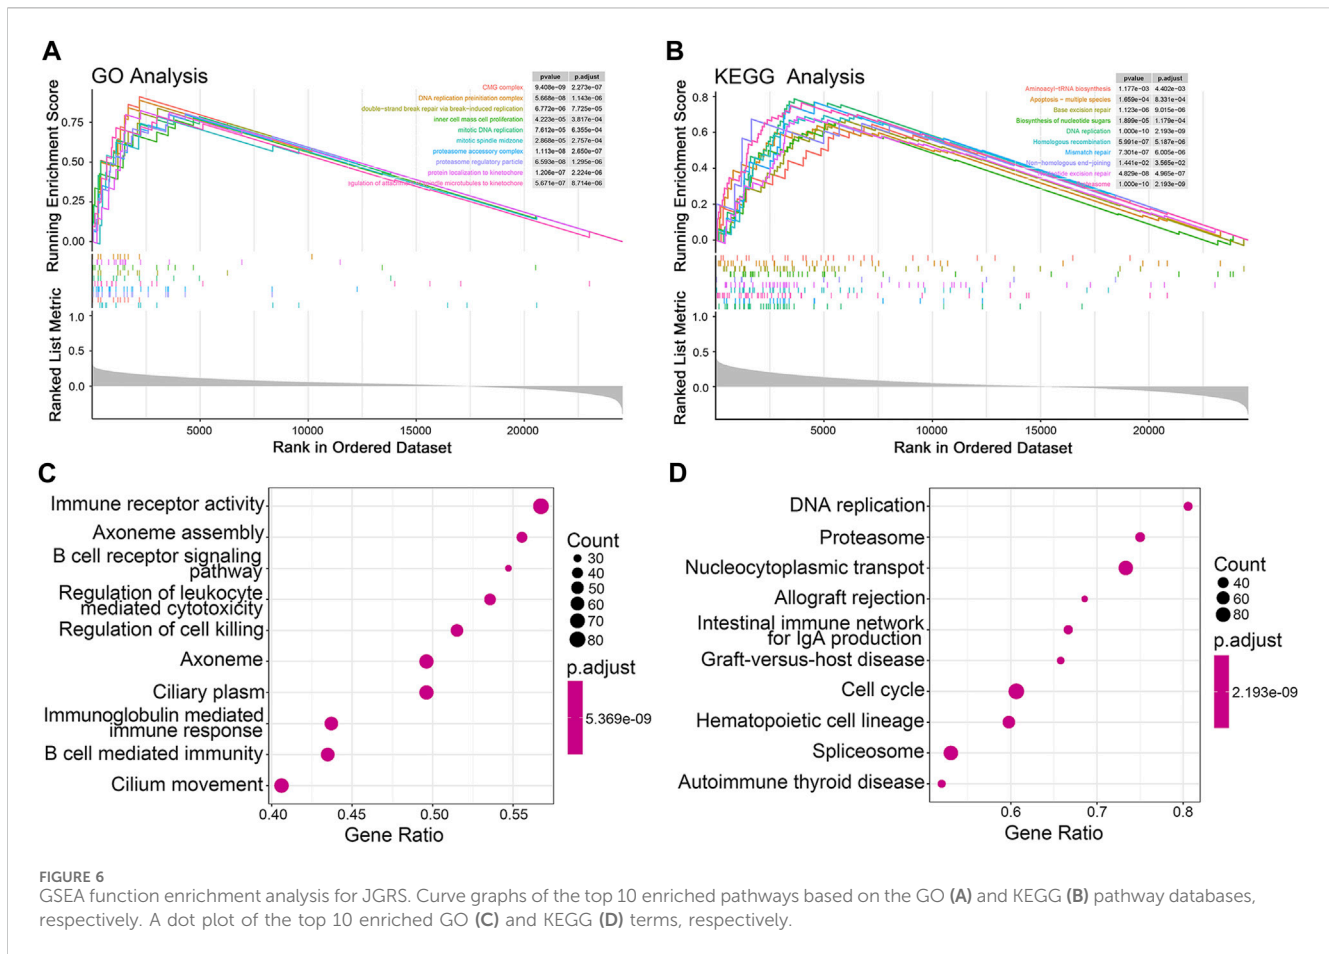 A
GO Analysis
pvalue p.adjust
CMG complex 9.408e-09 2.273e-07
DNA replication preinitiation complex 5.668e-08 1.143e-06
double-strand break repair via break-induced replication 6.772e-06 7.725e-05
inner cell mass cell proliferation 4.223e-05 3.817e-04
mitotic DNA replication 7.612e-05 6.355e-04
mitotic spindle midzone 2.868e-05 2.757e-04
proteasome accessory complex 1.113e-08 2.650e-07
proteasome regulatory particle 6.593e-08 1.295e-06
protein localization to kinetochore 1.206e-07 2.224e-06
microtubules to kinetochore 5.671e-07 8.714e-06
Running Enrichment Score
0.75
0.50
0.25
0.00
Ranked List Metric
1.0
0.5
0.0
5000 10000 15000 20000
Rank in Ordered Dataset
B
KEGG Analysis
pvalue p.adjust
Aminoacyl-tRNA biosynthesis 1.177e-03 4.402e-03
Apoptosis - multiple species 1.659e-04 8.331e-04
Base excision repair 1.123e-06 9.015e-06
Biosynthesis of nucleotide sugars 1.899e-05 1.179e-04
DNA replication 1.000e-10 2.193e-09
Homologous recombination 5.991e-07 5.187e-06
Mismatch repair 7.301e-07 6.005e-06
Non-homologous end-joining 1.441e-02 3.565e-02
excision repair 4.829e-08 4.965e-07
1.000e-10 2.193e-09
Running Enrichment Score
0.8
0.6
0.4
0.2
0.0
Ranked List Metric
1.0
0.5
0.0
5000 10000 15000 20000
Rank in Ordered Dataset
C
Immune receptor activity
Axoneme assembly
B cell receptor signaling
pathway
Regulation of leukocyte
mediated cytotoxicity
Regulation of cell killing
Axoneme
Ciliary plasm
Immunoglobulin mediated
immune response
B cell mediated immunity
Cilium movement
0.40 0.45 0.50 0.55
Gene Ratio
Count
30
40
50
60
70
80
p.adjust
5.369e-09
D
DNA replication
Proteasome
Nucleocytoplasmic transpot
Allograft rejection
Intestinal immune network
for IgA production
Graft-versus-host disease
Cell cycle
Hematopoietic cell lineage
Spliceosome
Autoimmune thyroid disease
0.6 0.7 0.8
Gene Ratio
Count
40
60
80
p.adjust
2.193e-09
FIGURE 6
GSEA function enrichment analysis for JGRS. Curve graphs of the top 10 enriched pathways based on the GO (A) and KEGG (B) pathway databases,
respectively. A dot plot of the top 10 enriched GO (C) and KEGG (D) terms, respectively.